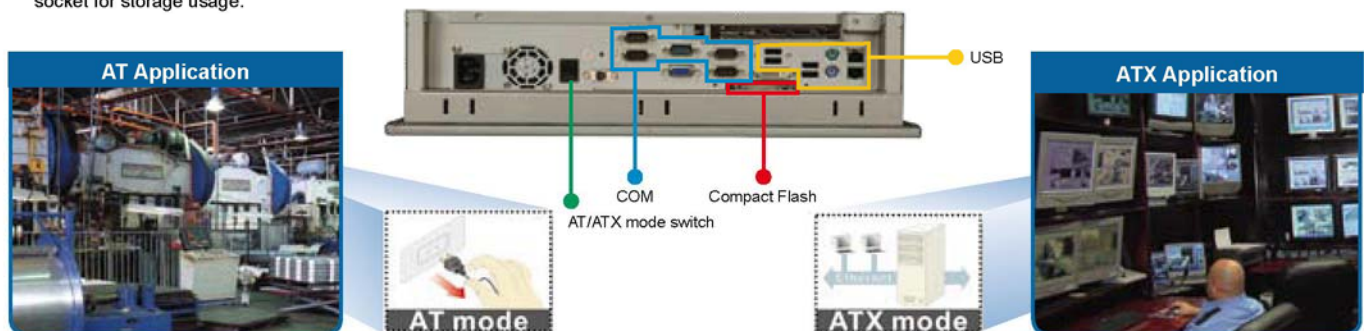 socket for storage usage.
AT Application
USB
ATX Application
COM
Compact Flash
AT/ATX mode switch
Ethernet
AT mode
ATX mode